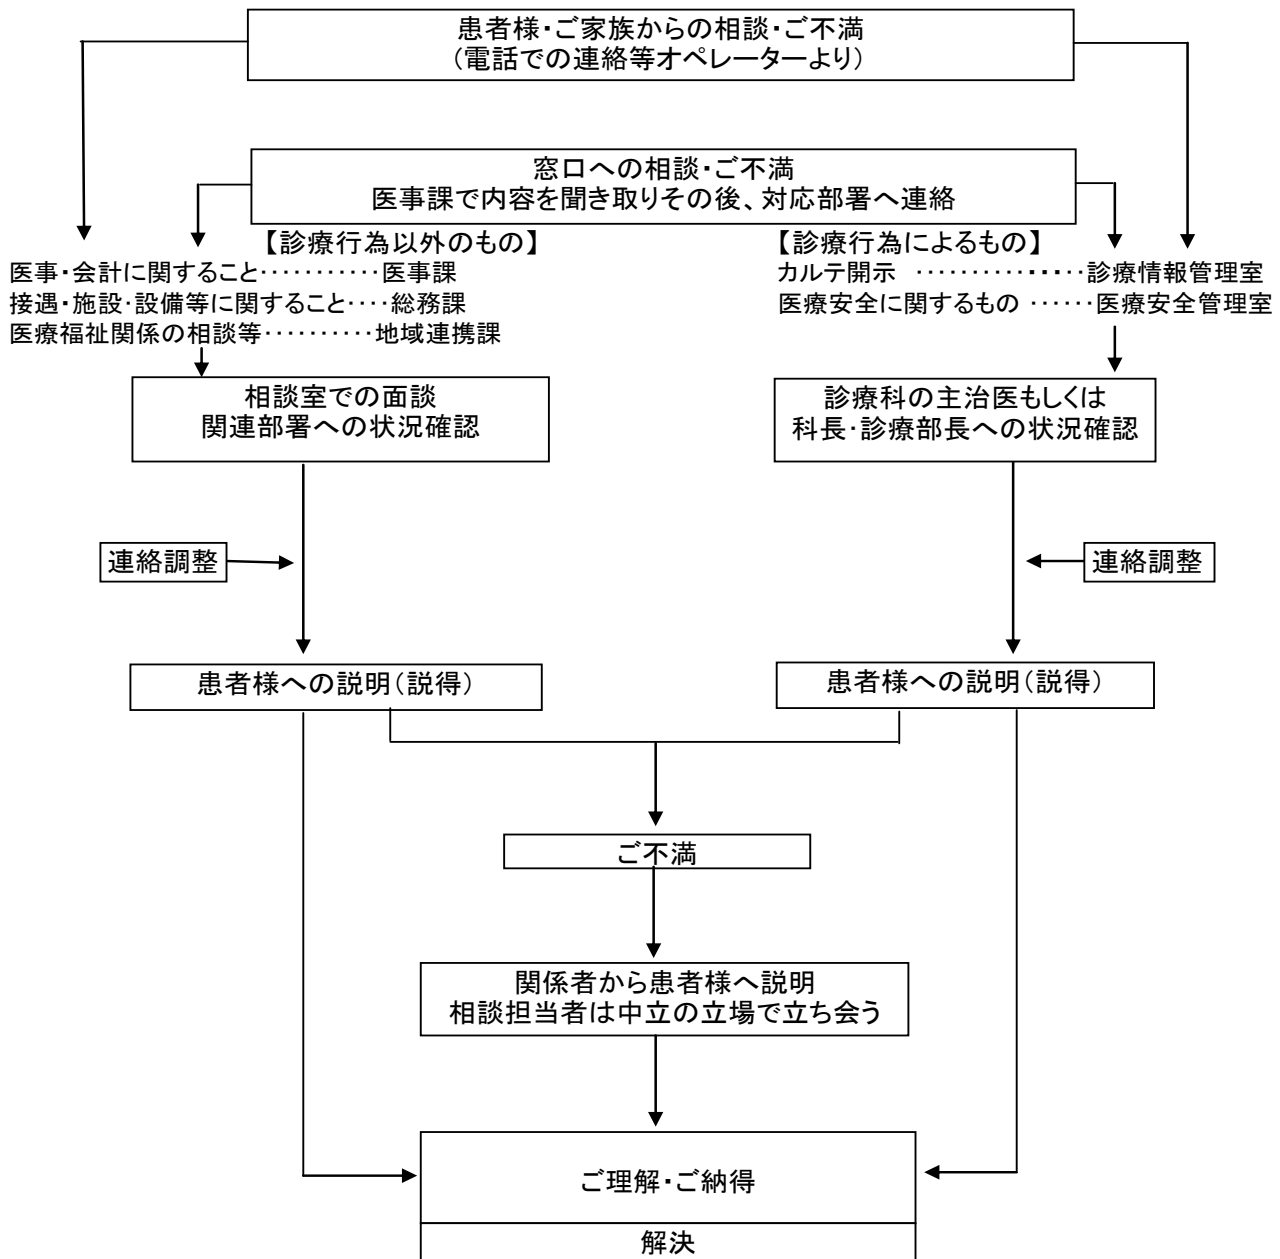 患者様・ご家族からの相談・ご不満
（電話での連絡等オペレーターより）
窓口への相談・ご不満
医事課で内容を聞き取りその後、対応部署へ連絡
【診療行為以外のもの】
医事・会計に関すること・・・・・・・・・・・医事課
接遇・施設・設備等に関すること・・・・総務課
医療福祉関係の相談等・・・・・・・・・・地域連携課
【診療行為によるもの】
カルテ開示 ・・・・・・・・・・・・・・・診療情報管理室
医療安全に関するもの ・・・・・・医療安全管理室
相談室での面談
関連部署への状況確認
診療科の主治医もしくは
科長・診療部長への状況確認
連絡調整
連絡調整
患者様への説明（説得）
患者様への説明（説得）
ご不満
関係者から患者様へ説明
相談担当者は中立の立場で立ち会う
ご理解・ご納得
解決